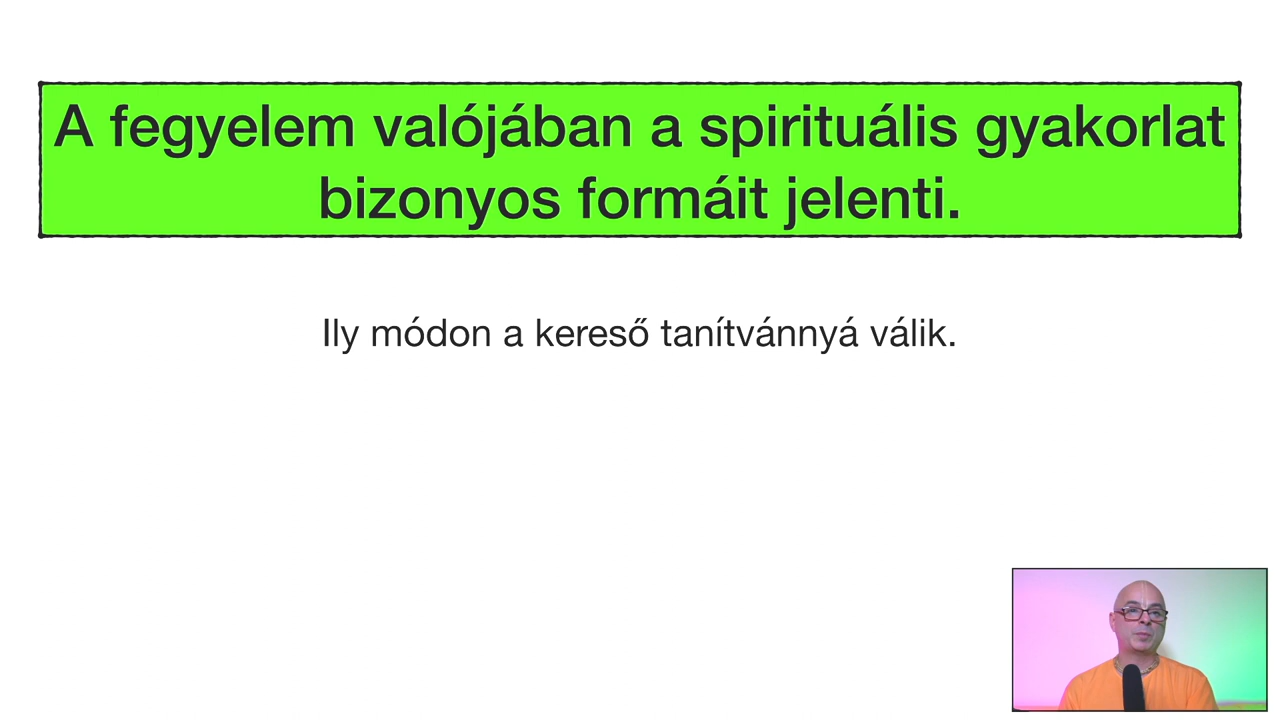 A fegyelem valójában a spirituális gyakorlat
bizonyos formáit jelenti.
Ily módon a kereső tanítvánnyá válik.